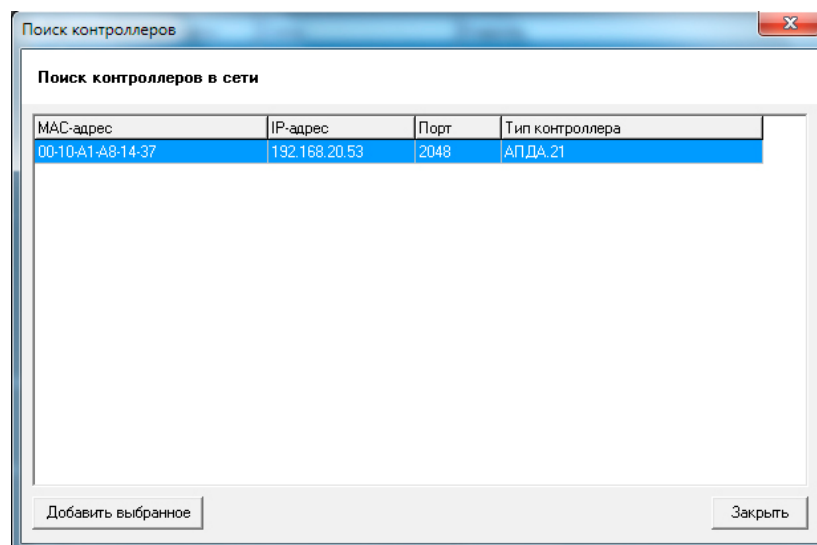 Поиск контроллеров
Поиск контроллеров в сети
MAC-адрес IP-адрес Порт Тип контроллера
00-10-A1-A8-14-37 192.168.20.53 2048 АПДА.21
Добавить выбранное Закрыть